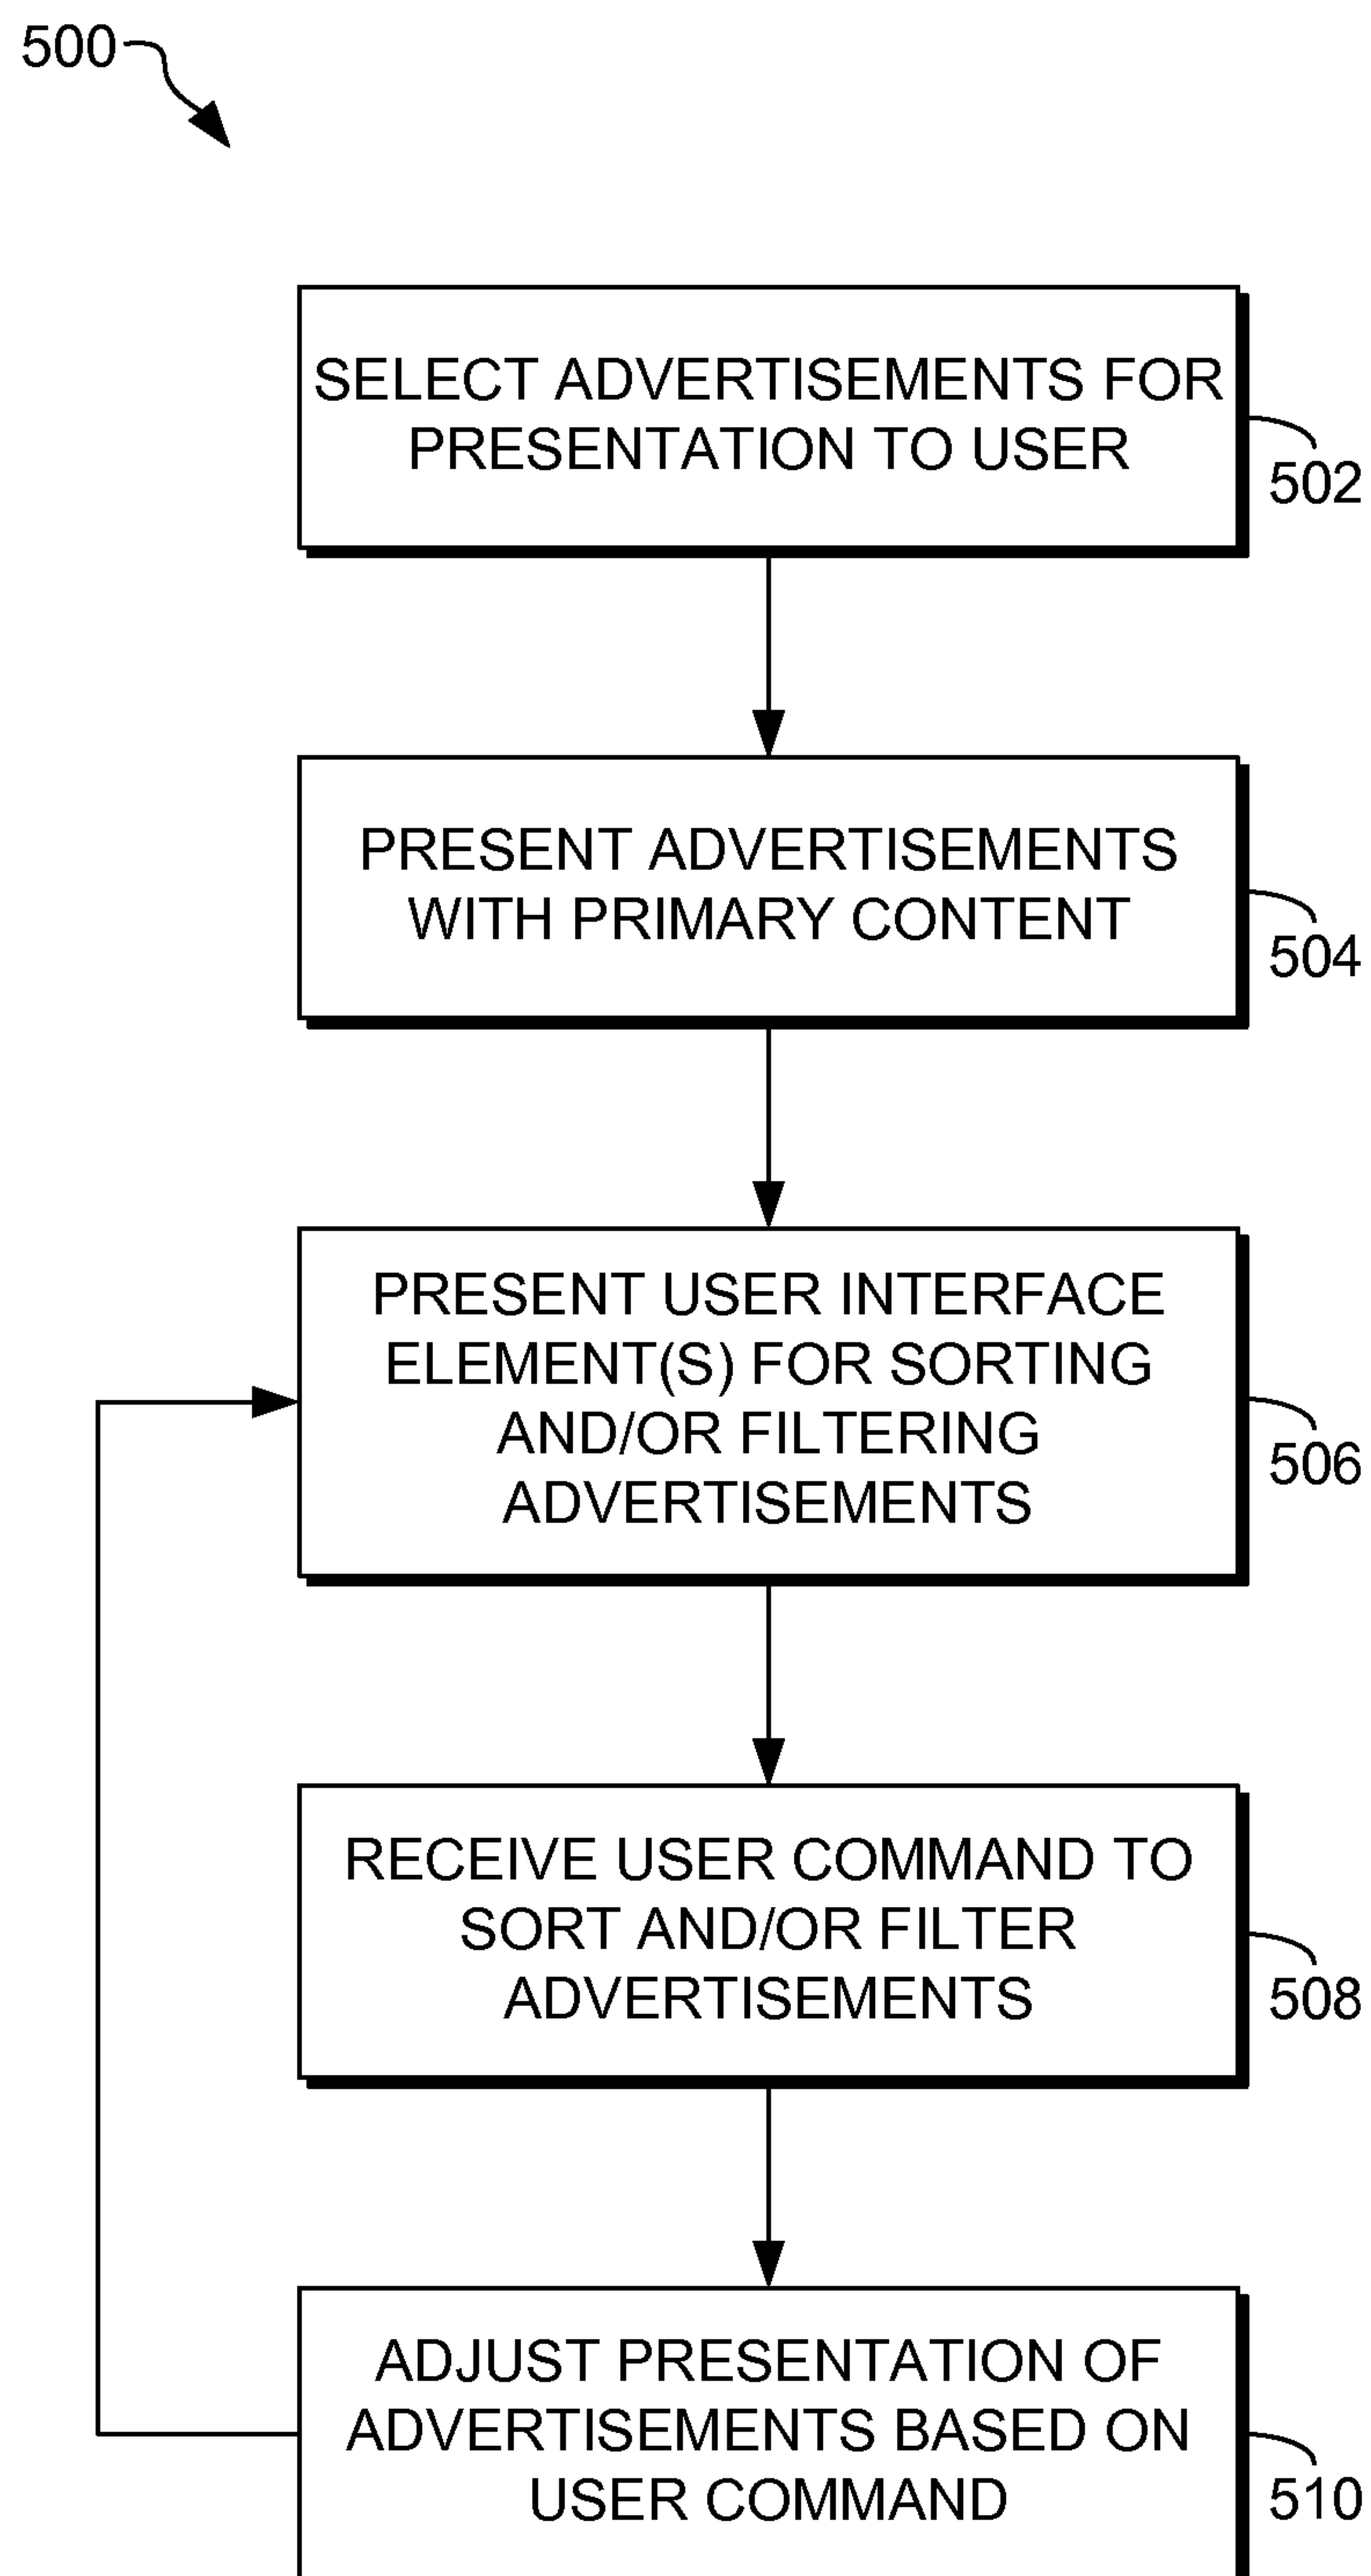 500
SELECT ADVERTISEMENTS FOR
PRESENTATION TO USER
502
PRESENT ADVERTISEMENTS
WITH PRIMARY CONTENT
504
PRESENT USER INTERFACE
ELEMENT(S) FOR SORTING
AND/OR FILTERING
ADVERTISEMENTS
506
RECEIVE USER COMMAND TO
SORT AND/OR FILTER
ADVERTISEMENTS
508
ADJUST PRESENTATION OF
ADVERTISEMENTS BASED ON
USER COMMAND
510